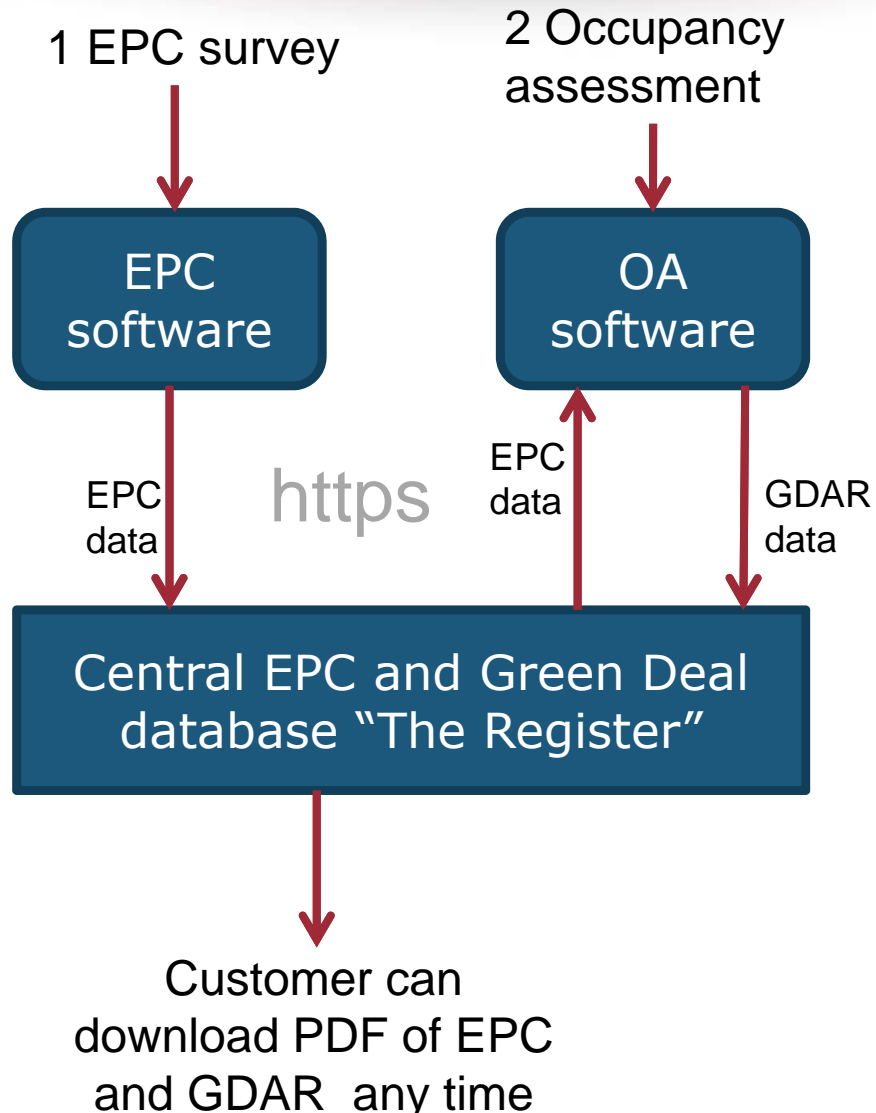 1 EPC survey
2 Occupancy
assessment
EPC
software
OA
software
EPC
data
https
EPC
data
GDAR
data
Central EPC and Green Deal
database “The Register”
Customer can
download PDF of EPC
and GDAR  any time